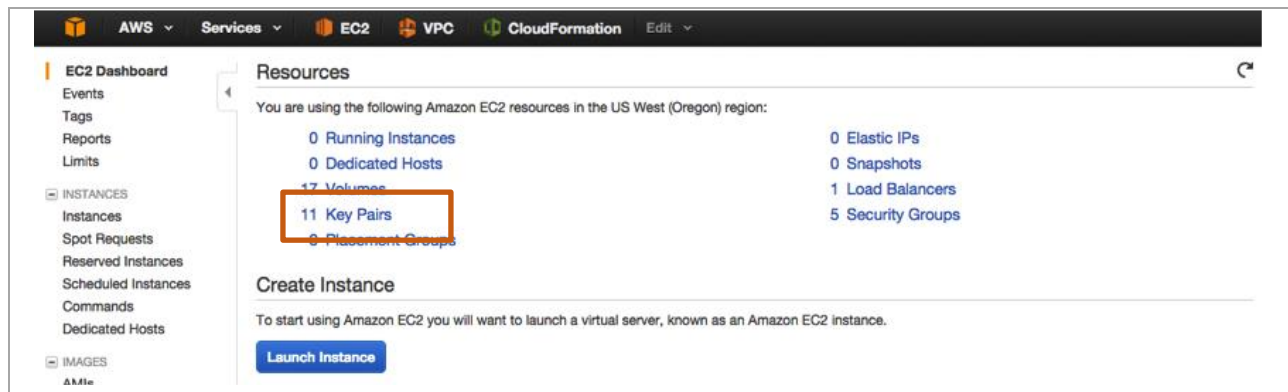 AWS Services EC2 VPC CloudFormation Edit
EC2 Dashboard
Events
Tags
Reports
Limits
INSTANCES
Instances
Spot Requests
Reserved Instances
Scheduled Instances
Commands
Dedicated Hosts
IMAGES
AMIs
Resources
You are using the following Amazon EC2 resources in the US West (Oregon) region:
0 Running Instances
0 Dedicated Hosts
17 Volumes
11 Key Pairs
0 Placement Groups
0 Elastic IPs
0 Snapshots
1 Load Balancers
5 Security Groups
Create Instance
To start using Amazon EC2 you will want to launch a virtual server, known as an Amazon EC2 instance.
Launch Instance